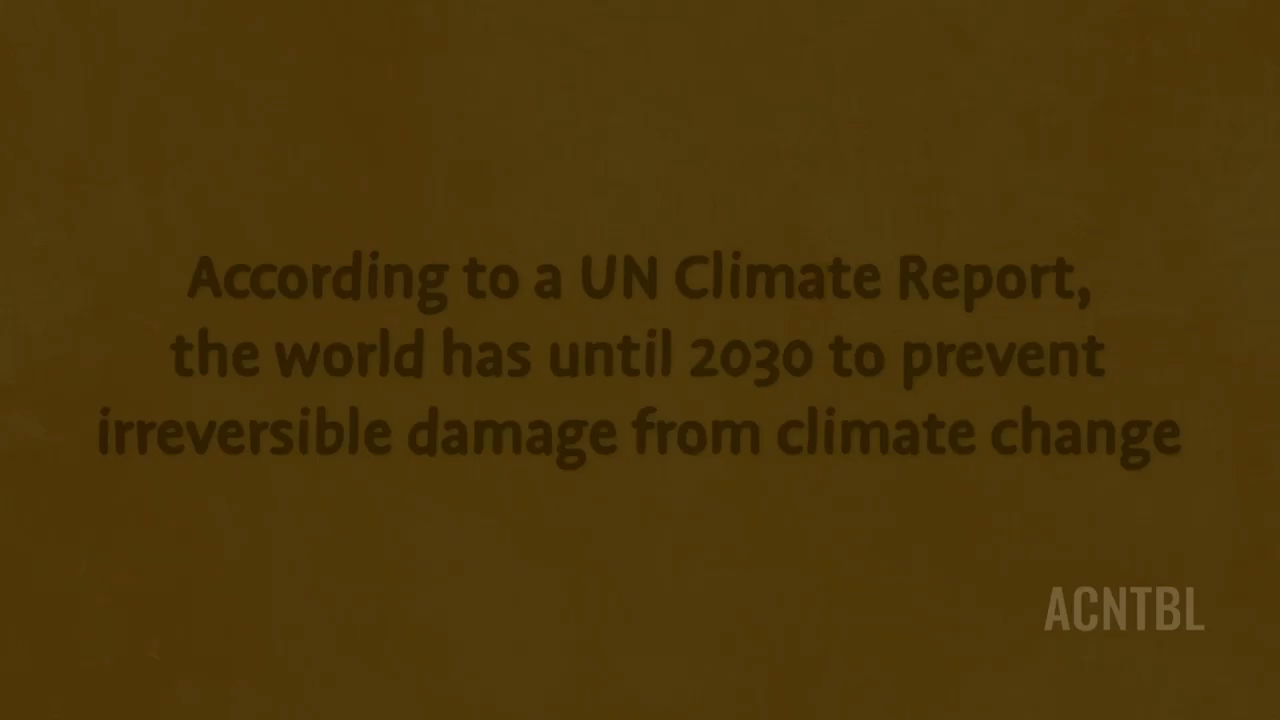 According to a UN Climate Report,
the world has until 2030 to prevent
irreversible damage from climate change
ACNTBL